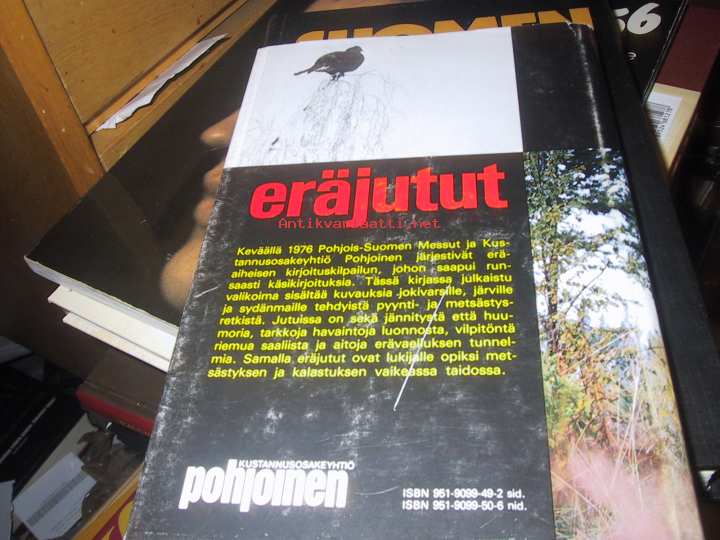 SUOMEN
56
eräjutut
Antikvariaatti.net
Keväällä 1976 Pohjois-Suomen Messut ja Kus-
tannusosakeyhtiö Pohjoinen järjestivät erä-
aiheisen kirjoituskilpailun, johon saapui run-
saasti käsikirjoituksia. Tässä kirjassa julkaistu
valikoima sisältää kuvauksia jokivarsille, järville
ja sydänmaille tehdyistä pyynti- ja metsästys-
retkistä. Jutuissa on sekä jännitystä että huu-
moria, tarkkoja havaintoja luonnosta, vilpitöntä
riemua saaliista ja aitoja erävaelluksen tunnel-
mia. Samalla eräjutut ovat lukijalle opiksi met-
sästyksen ja kalastuksen vaikeassa taidossa.
KUSTANNUSOSAKEYHTIÖ
pohjoinen
ISBN 951-9099-49-2 sid.
ISBN 951-9099-50-6 nid.